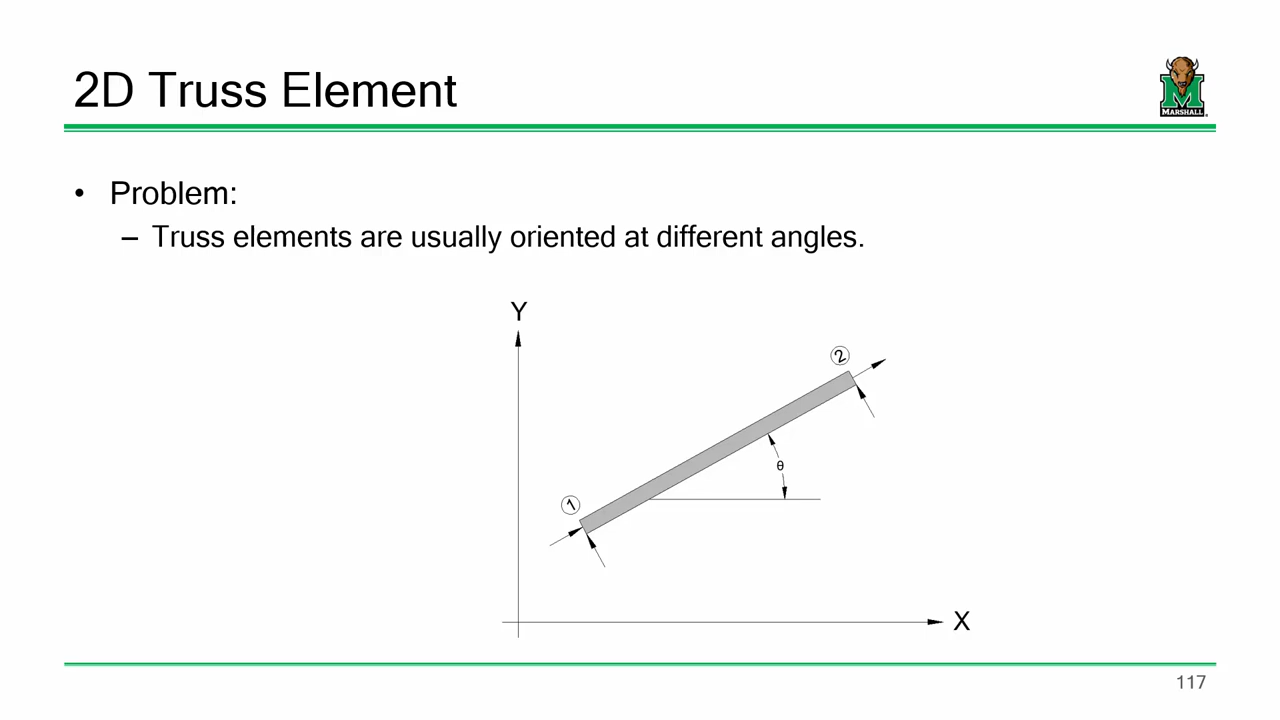 2D Truss Element
MARSHALL
• Problem:
– Truss elements are usually oriented at different angles.
Y
2
θ
1
X
117